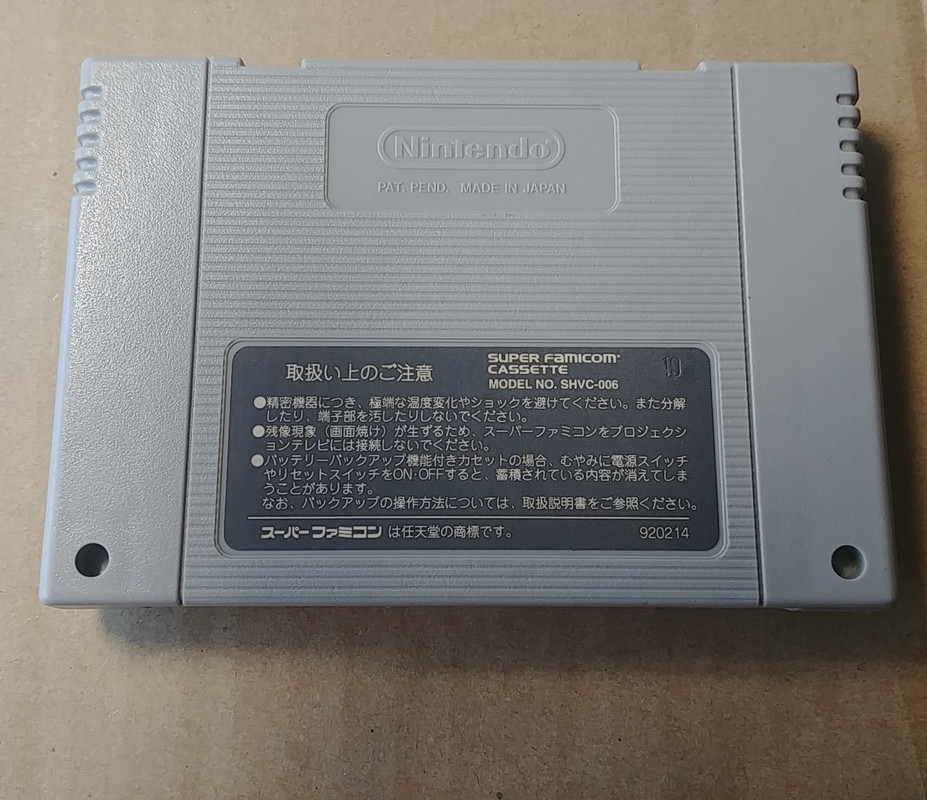 Nintendo®
PAT. PEND. MADE IN JAPAN
取扱い上のご注意
SUPER FAMICOM®
CASSETTE
MODEL NO. SHVC-006
●精密機器につき、極端な温度変化やショックを避けてください。また分解
したり、端子部を汚したりしないでください。
●残像現象（画面焼け）が生ずるため、スーパーファミコンをプロジェクシ
ョンテレビには接続しないでください。
●バッテリーバックアップ機能付きカセットの場合、むやみに電源スイッチ
やリセットスイッチをON·OFFすると、蓄積されている内容が消えてしま
うことがあります。
なお、バックアップの操作方法については、取扱説明書をご参照ください。
スーパーファミコン は任天堂の商標です。
920214